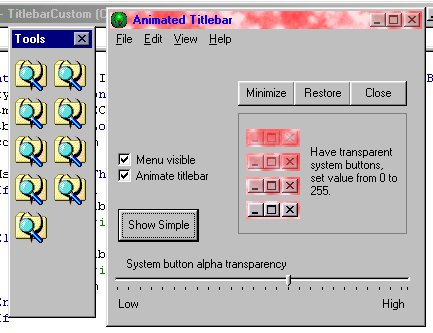 - TitlebarCustom (C
Tools
Animated Titlebar
File Edit View Help
Minimize Restore Close
Menu visible
Animate titlebar
Have transparent
system buttons,
set value from 0 to
255.
Show Simple
System button alpha transparency
Low High